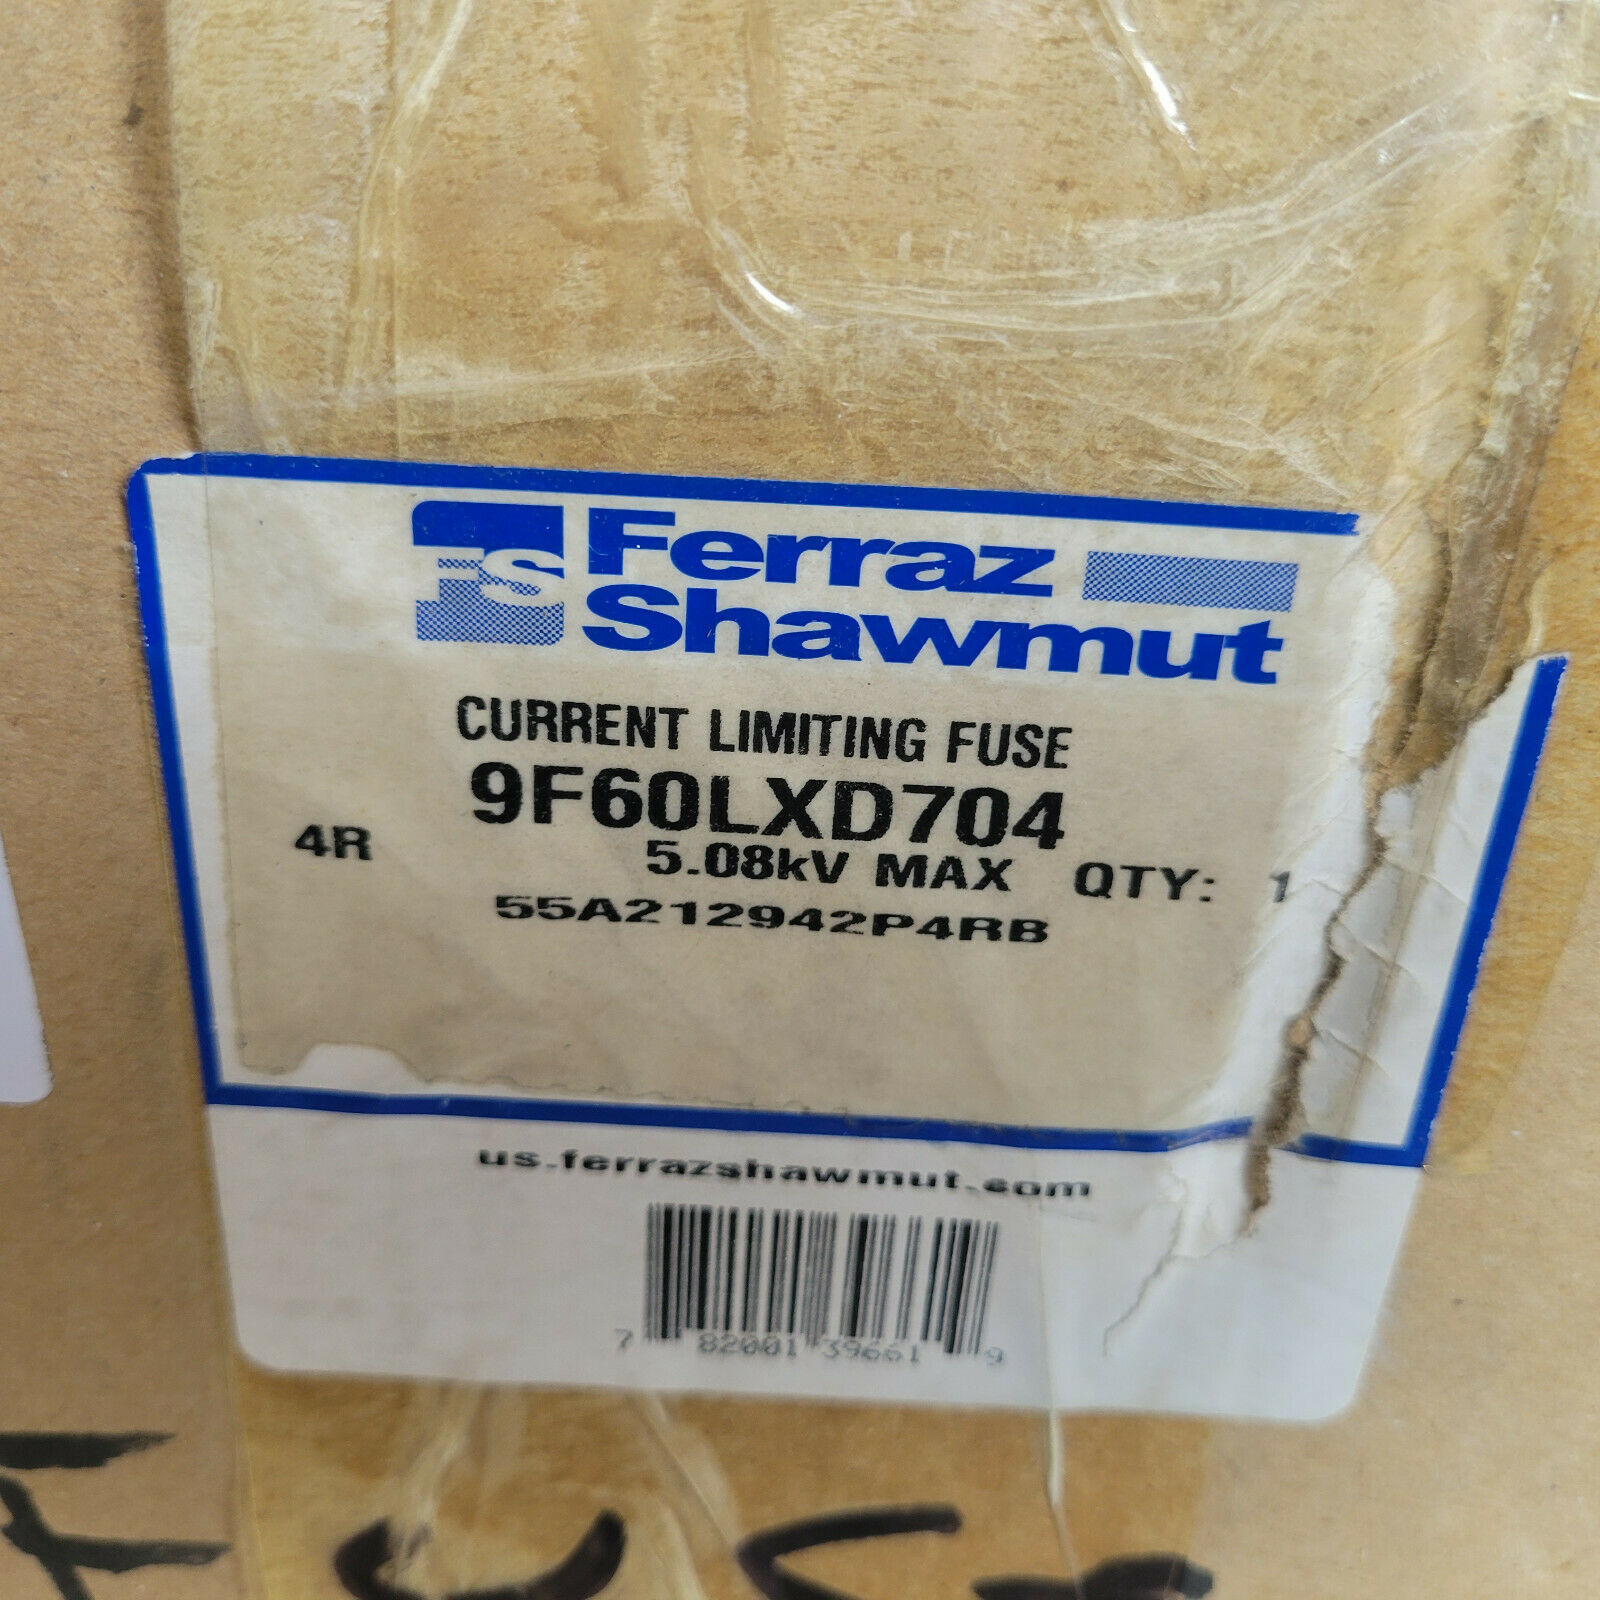 FS Ferraz
Shawmut
CURRENT LIMITING FUSE
9F60LXD704
4R 5.08kV MAX QTY: 1
55A212942P4RB
us.ferrazshawmut.com
7 82001 39661 9